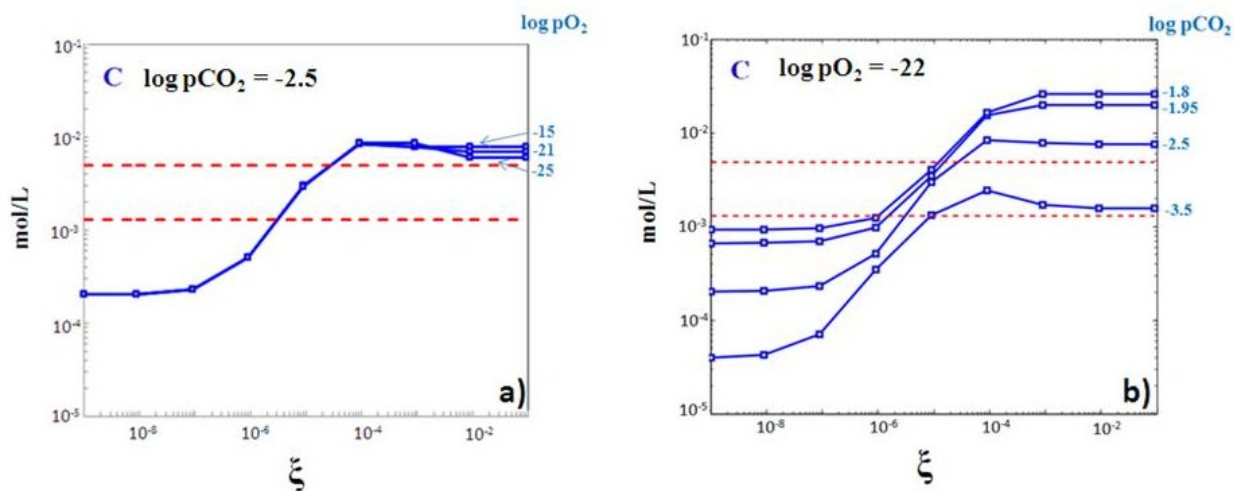 log pO₂
10⁻¹
C log pCO₂ = -2.5
10⁻²
-15
-21
-25
mol/L
10⁻³
10⁻⁴
10⁻⁵
a)
10⁻⁸ 10⁻⁶ 10⁻⁴ 10⁻²
ξ
log pCO₂
10⁻¹
C log pO₂ = -22
-1.8
-1.95
10⁻²
-2.5
mol/L
10⁻³
-3.5
10⁻⁴
10⁻⁵
b)
10⁻⁸ 10⁻⁶ 10⁻⁴ 10⁻²
ξ